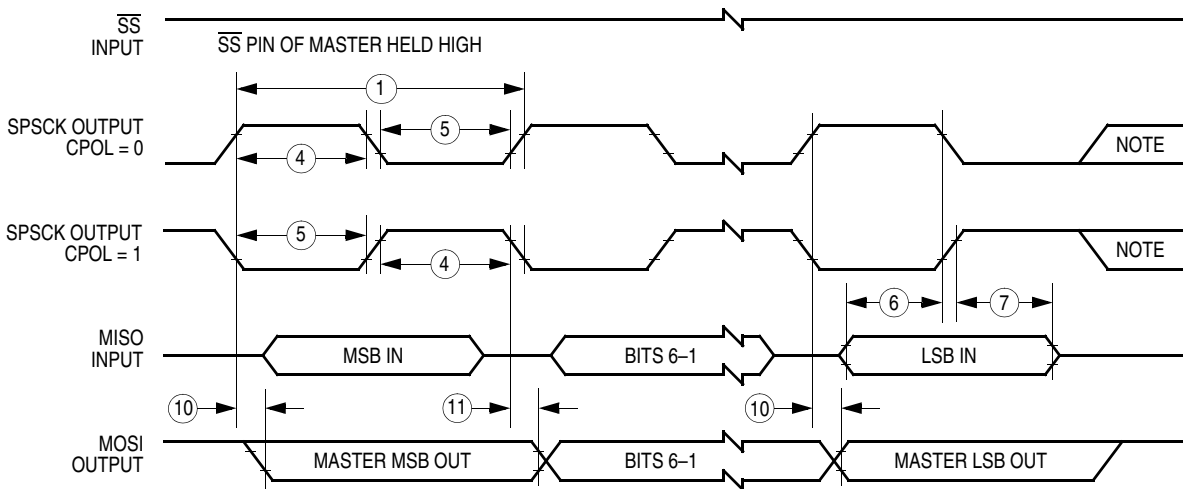 SS
INPUT
SS PIN OF MASTER HELD HIGH
1
SPSCK OUTPUT
CPOL = 0
5
4
NOTE
SPSCK OUTPUT
CPOL = 1
5
4
NOTE
6
7
MISO
INPUT
MSB IN
BITS 6–1
LSB IN
10
11
10
MOSI
OUTPUT
MASTER MSB OUT
BITS 6–1
MASTER LSB OUT